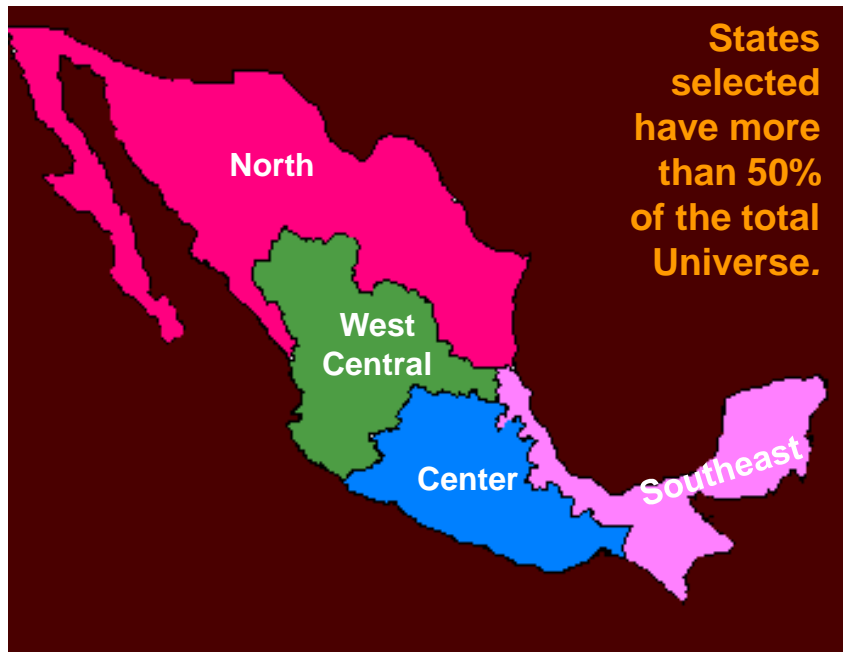 States
selected
have more
than 50%
of the total
Universe.
North
West
Central
Center
Southeast